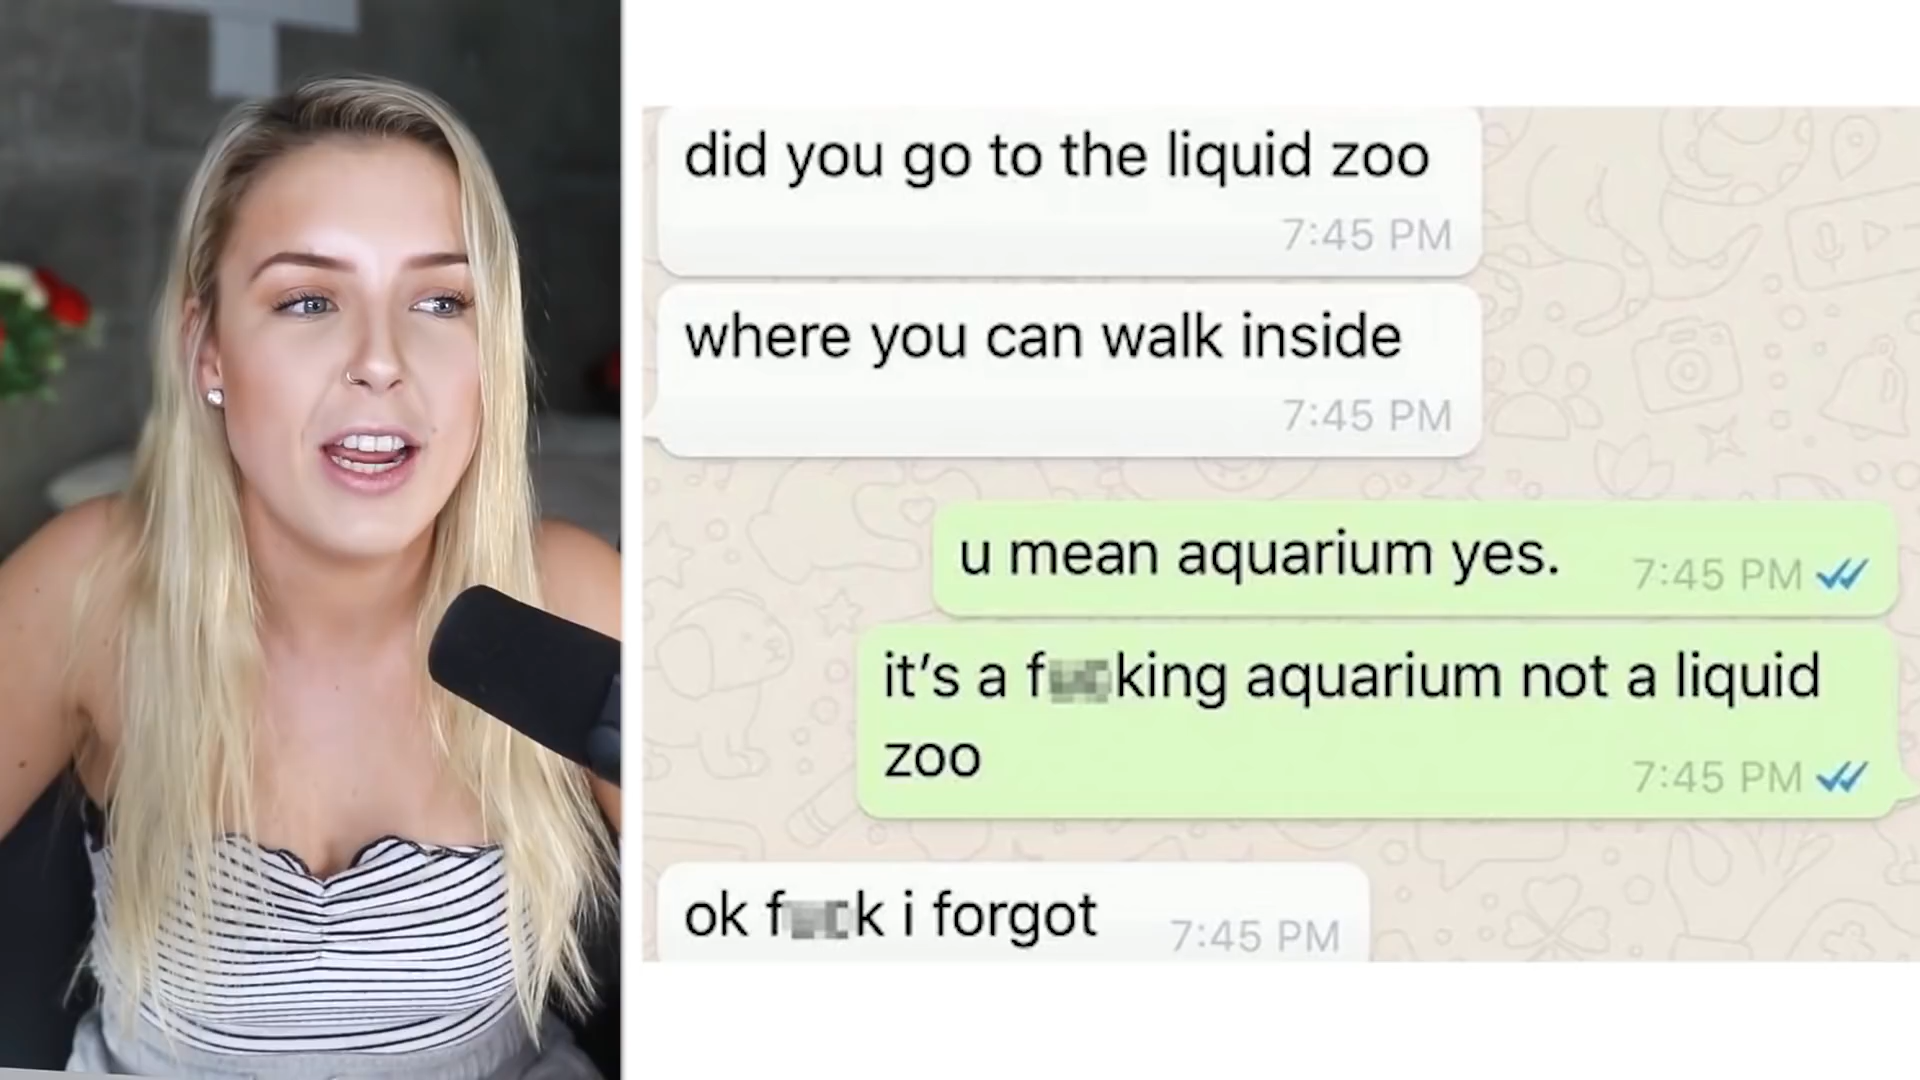 did you go to the liquid zoo
7:45 PM
where you can walk inside
7:45 PM
u mean aquarium yes.
7:45 PM
it’s a f king aquarium not a liquid
zoo
7:45 PM
ok f k i forgot
7:45 PM